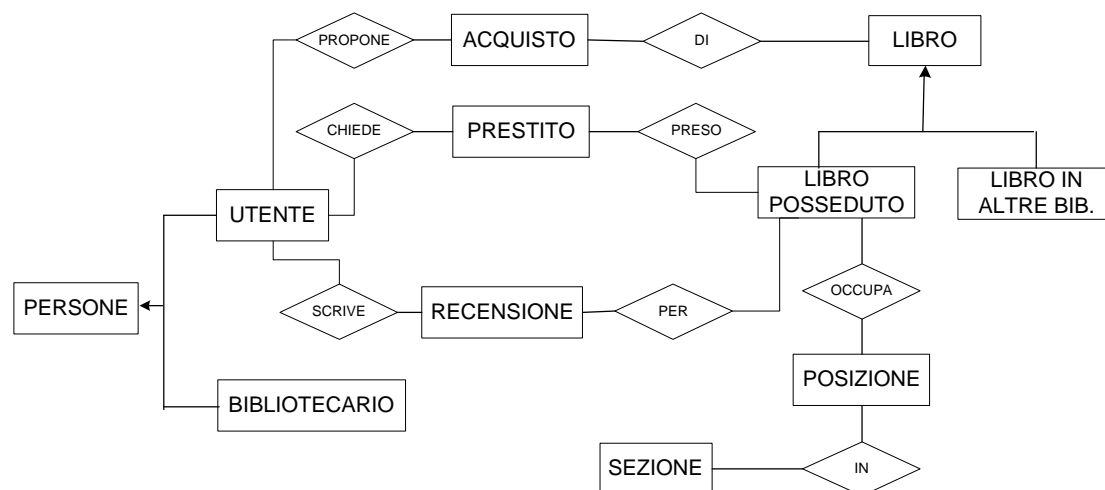 PROPONE
ACQUISTO
DI
LIBRO
CHIEDE
PRESTITO
PRESO
LIBRO
POSSEDUTO
LIBRO IN
ALTRE BIB.
UTENTE
PERSONE
SCRIVE
RECENSIONE
PER
OCCUPA
POSIZIONE
BIBLIOTECARIO
SEZIONE
IN